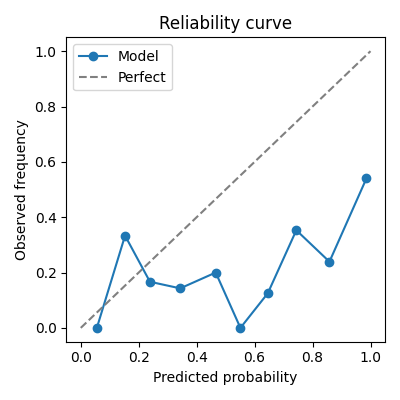 Reliability curve
Model
Perfect
Observed frequency
1.0
0.8
0.6
0.4
0.2
0.0
0.0 0.2 0.4 0.6 0.8 1.0
Predicted probability